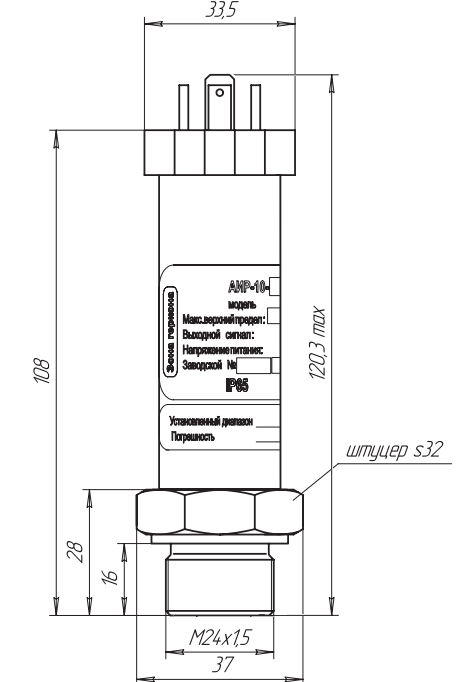 33,5
108
120,3 max
АИР-10-
модель
Макс.верхний предел:
Выходной сигнал:
Напряжение питания:
Заводской №
IP65
Зона геркона
Установленный диапазон
Погрешность
штуцер s32
28
16
M24x1,5
37